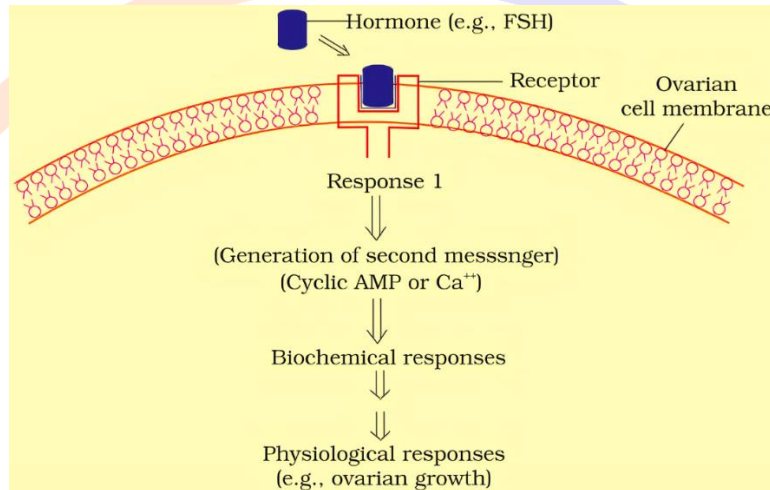 Hormone (e.g., FSH)
Receptor
Ovarian
cell membrane
Response 1
(Generation of second messsnger)
(Cyclic AMP or Ca⁺⁺)
Biochemical responses
Physiological responses
(e.g., ovarian growth)